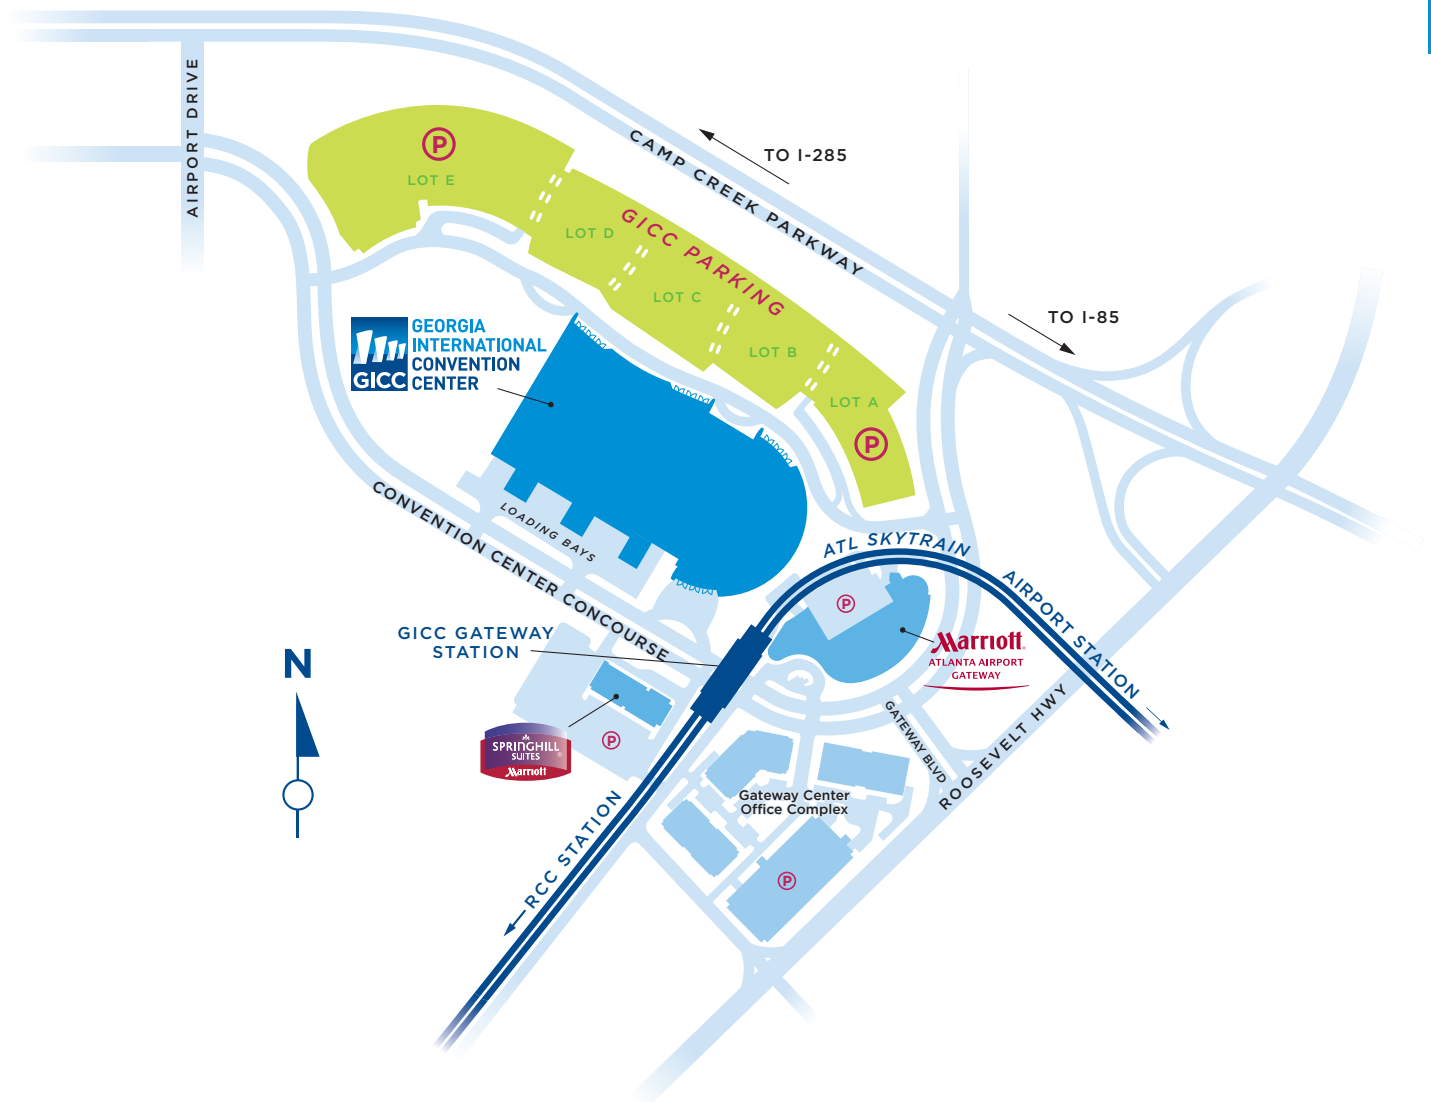 AIRPORT DRIVE
P
LOT E
TO I-285
CAMP CREEK PARKWAY
GICC PARKING
LOT D
LOT C
LOT B
LOT A
P
TO I-85
GICC
GEORGIA
INTERNATIONAL
CONVENTION
CENTER
LOADING BAYS
CONVENTION CENTER CONCOURSE
ATL SKYTRAIN
AIRPORT STATION
P
GICC GATEWAY
STATION
Marriott
ATLANTA AIRPORT
GATEWAY
N
SPRINGHILL
SUITES
Marriott
P
GATEWAY BLVD
ROOSEVELT HWY
Gateway Center
Office Complex
RCC STATION
P